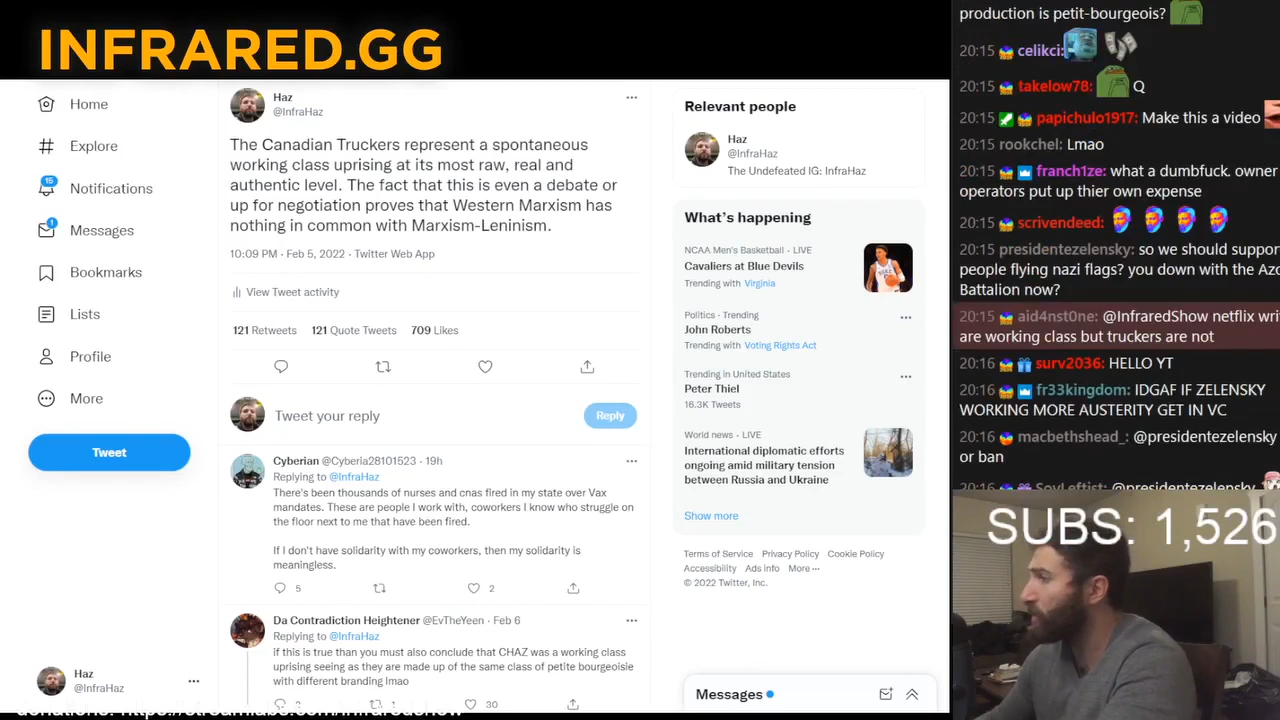 INFRARED.GG
Home
Explore
15
Notifications
1
Messages
Bookmarks
Lists
Profile
More
Tweet
Haz
@InfraHaz
Haz
@InfraHaz
The Canadian Truckers represent a spontaneous
working class uprising at its most raw, real and
authentic level. The fact that this is even a debate or
up for negotiation proves that Western Marxism has
nothing in common with Marxism-Leninism.
10:09 PM · Feb 5, 2022 · Twitter Web App
View Tweet activity
121 Retweets 121 Quote Tweets 709 Likes
Tweet your reply
Reply
Cyberian @Cyberia28101523 · 19h
Replying to @InfraHaz
There's been thousands of nurses and cnas fired in my state over Vax
mandates. These are people I work with, coworkers I know who struggle on
the floor next to me that have been fired.
If I don't have solidarity with my coworkers, then my solidarity is
meaningless.
5 2
Da Contradiction Heightener @EvTheYeen · Feb 6
Replying to @InfraHaz
if this is true than you must also conclude that CHAZ was a working class
uprising seeing as they are made up of the same class of petite bourgeoisie
with different branding lmao
30
Relevant people
Haz
@InfraHaz
The Undefeated IG: InfraHaz
What's happening
NCAA Men's Basketball · LIVE
Cavaliers at Blue Devils
Trending with Virginia
Politics · Trending
John Roberts
Trending with Voting Rights Act
Trending in United States
Peter Thiel
16.3K Tweets
World news · LIVE
International diplomatic efforts
ongoing amid military tension
between Russia and Ukraine
Show more
Terms of Service Privacy Policy Cookie Policy
Accessibility Ads info More ···
© 2022 Twitter, Inc.
Messages
production is petit-bourgeois?
20:15 celikci:
20:15 takelow78: Q
20:15 papichulo1917: Make this a video
20:15 rookchel: Lmao
20:15 franch1ze: what a dumbfuck. owner
operators put up thier own expense
20:15 scrivendeed:
20:15 presidentezelensky: so we should suppor
people flying nazi flags? you down with the Azo
Battalion now?
20:15 aid4nst0ne: @InfraredShow netflix wri
are working class but truckers are not
20:16 surv2036: HELLO YT
20:16 fr33kingdom: IDGAF IF ZELENSKY
WORKING MORE AUSTERITY GET IN VC
20:16 macbethshead_: @presidentezelensky
or ban
20:16 SoyLeftist: @presidentezelensky
SUBS: 1,526